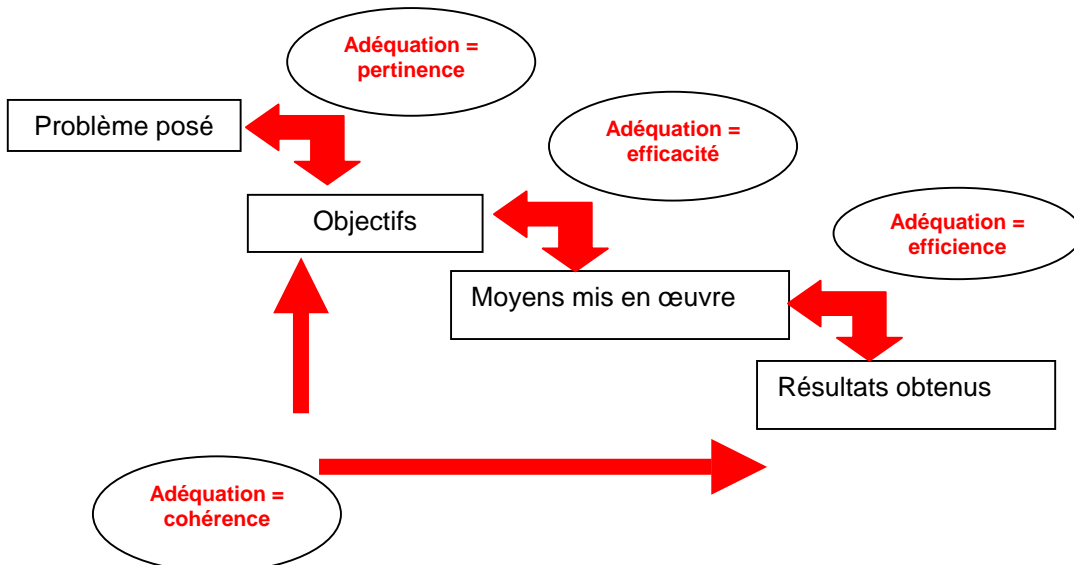 Adéquation =
pertinence
Problème posé
Adéquation =
efficacité
Objectifs
Adéquation =
efficience
Moyens mis en œuvre
Résultats obtenus
Adéquation =
cohérence